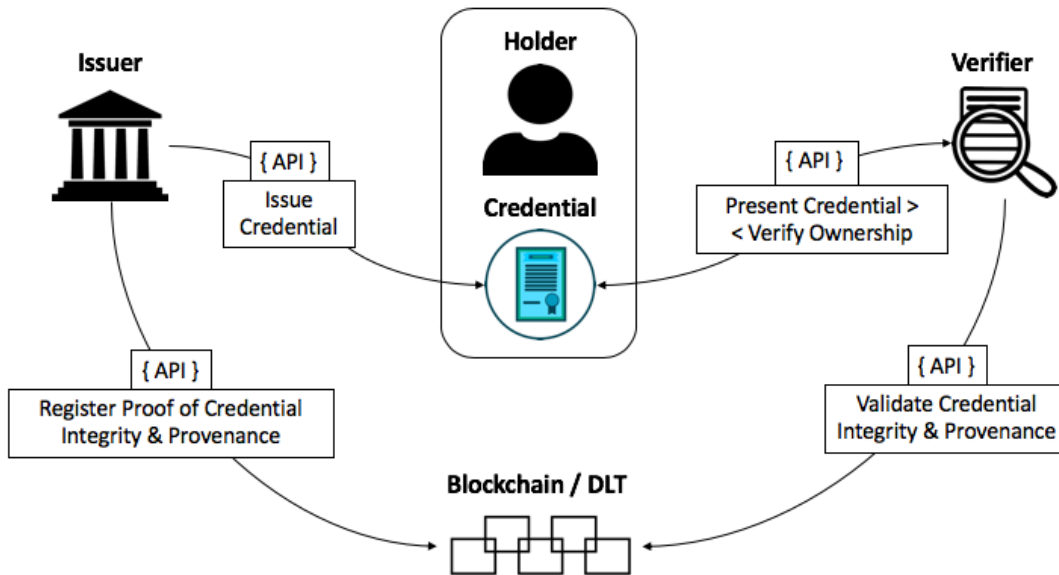 Holder
Issuer
Verifier
{ API }
Issue
Credential
Credential
{ API }
Present Credential >
< Verify Ownership
{ API }
Register Proof of Credential
Integrity & Provenance
{ API }
Validate Credential
Integrity & Provenance
Blockchain / DLT